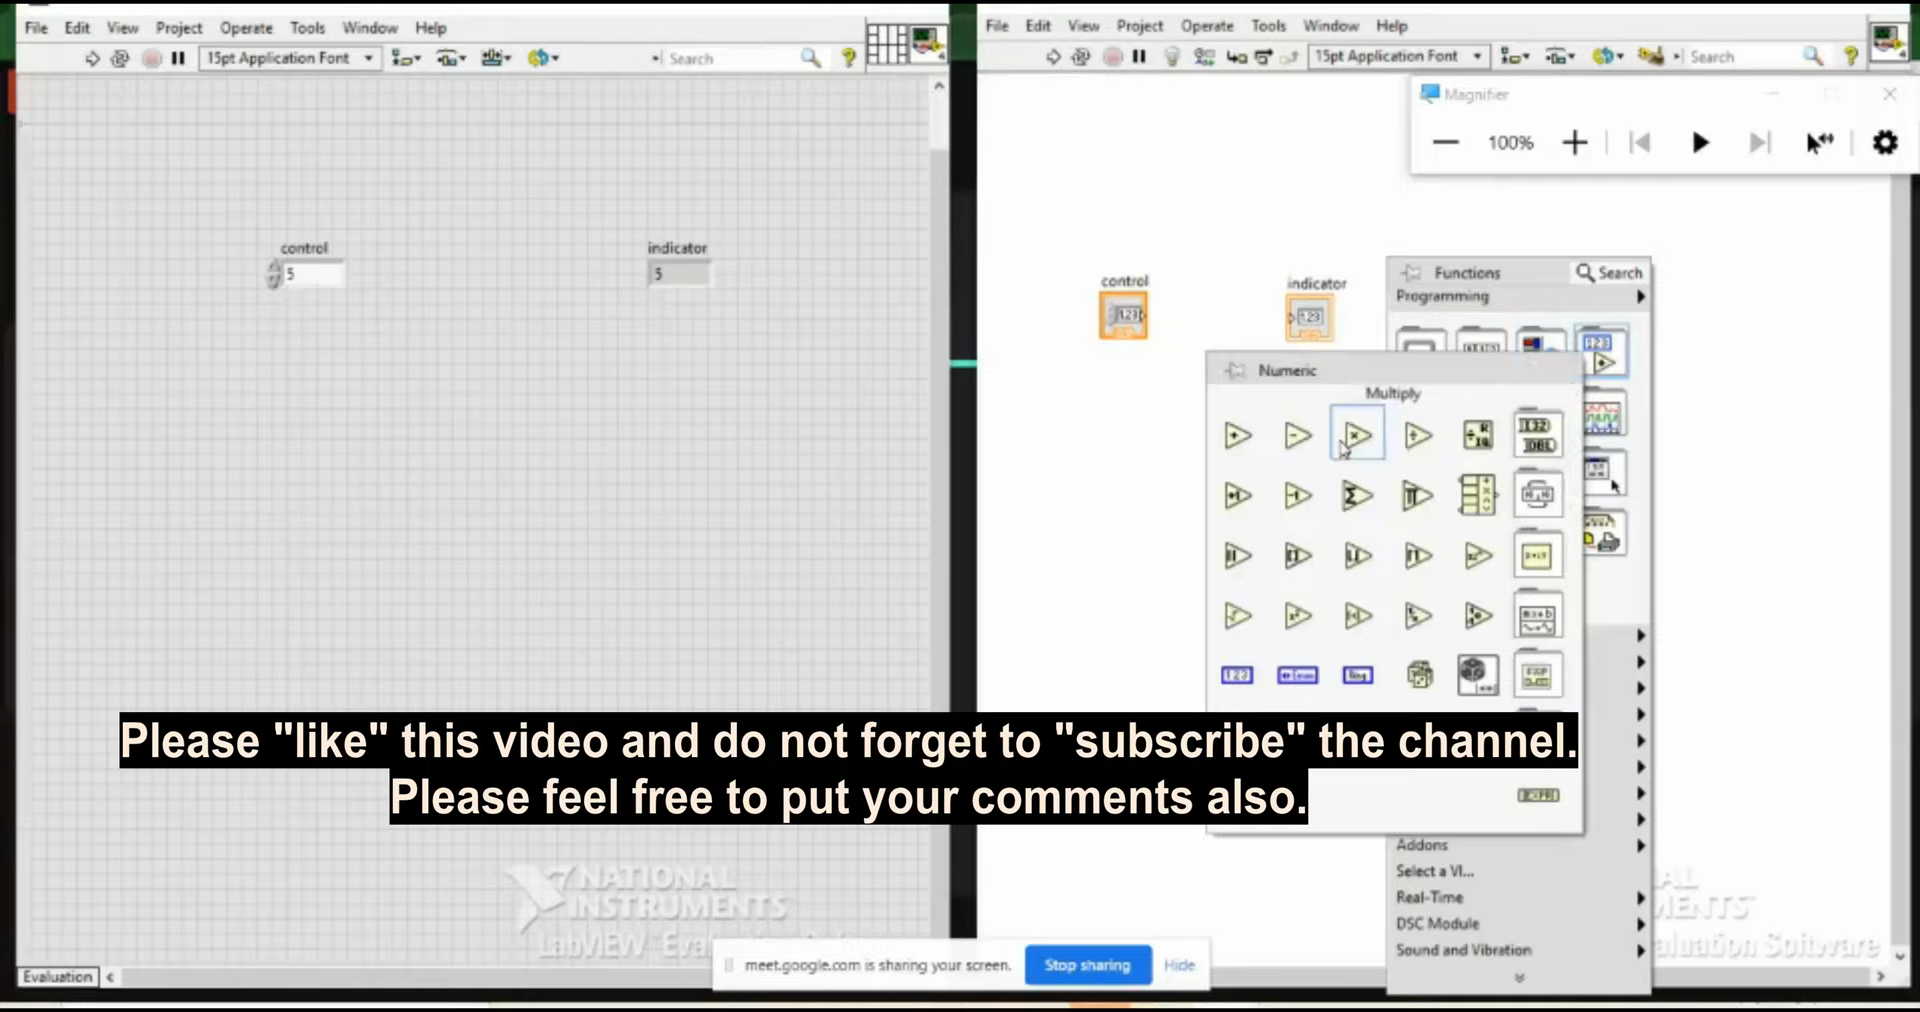 File Edit View Project Operate Tools Window Help
15pt Application Font
Search
control
5
indicator
5
NATIONAL
INSTRUMENTS
Evaluation
File Edit View Project Operate Tools Window Help
15pt Application Font
Search
Magnifier
100%
control
123
indicator
123
Functions Search
Programming
Numeric
Multiply
Addons
Select a VI...
Real-Time
DSC Module
Sound and Vibration
Please "like" this video and do not forget to "subscribe" the channel.
Please feel free to put your comments also.
meet.google.com is sharing your screen. Stop sharing Hide